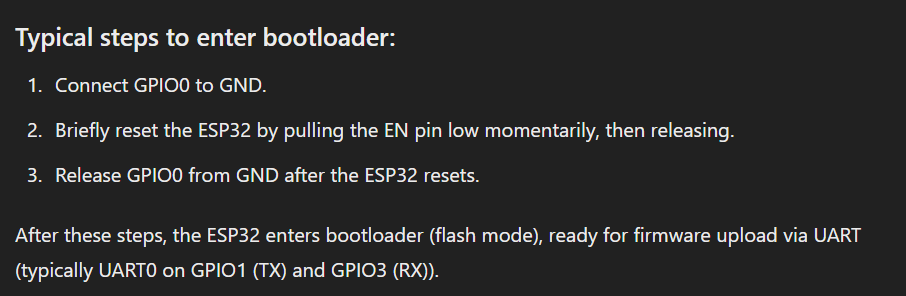 Typical steps to enter bootloader:
1. Connect GPIO0 to GND.
2. Briefly reset the ESP32 by pulling the EN pin low momentarily, then releasing.
3. Release GPIO0 from GND after the ESP32 resets.
After these steps, the ESP32 enters bootloader (flash mode), ready for firmware upload via UART
(typically UART0 on GPIO1 (TX) and GPIO3 (RX)).